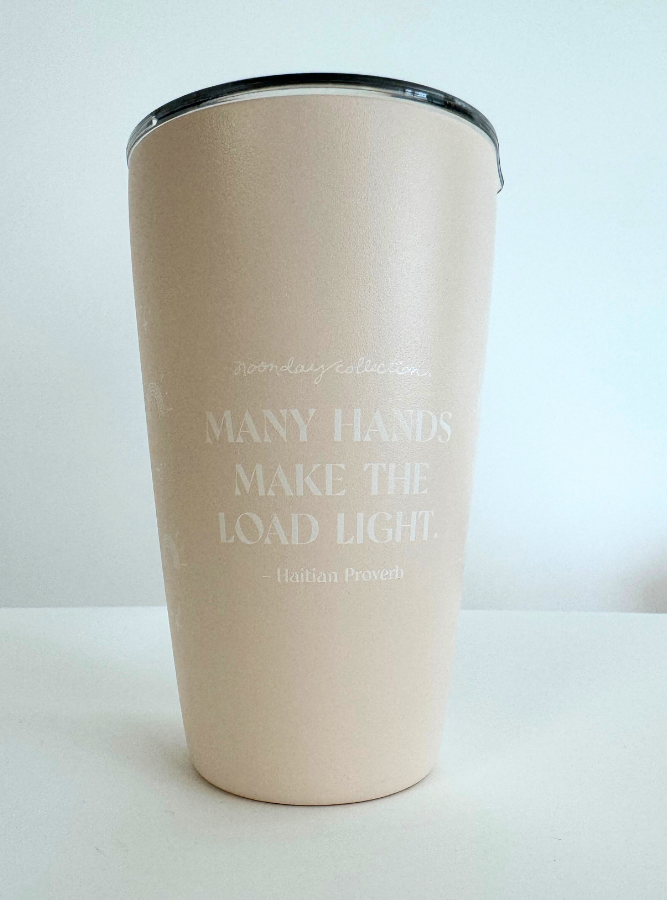 noonday collection
MANY HANDS
MAKE THE
LOAD LIGHT.
– Haitian Proverb